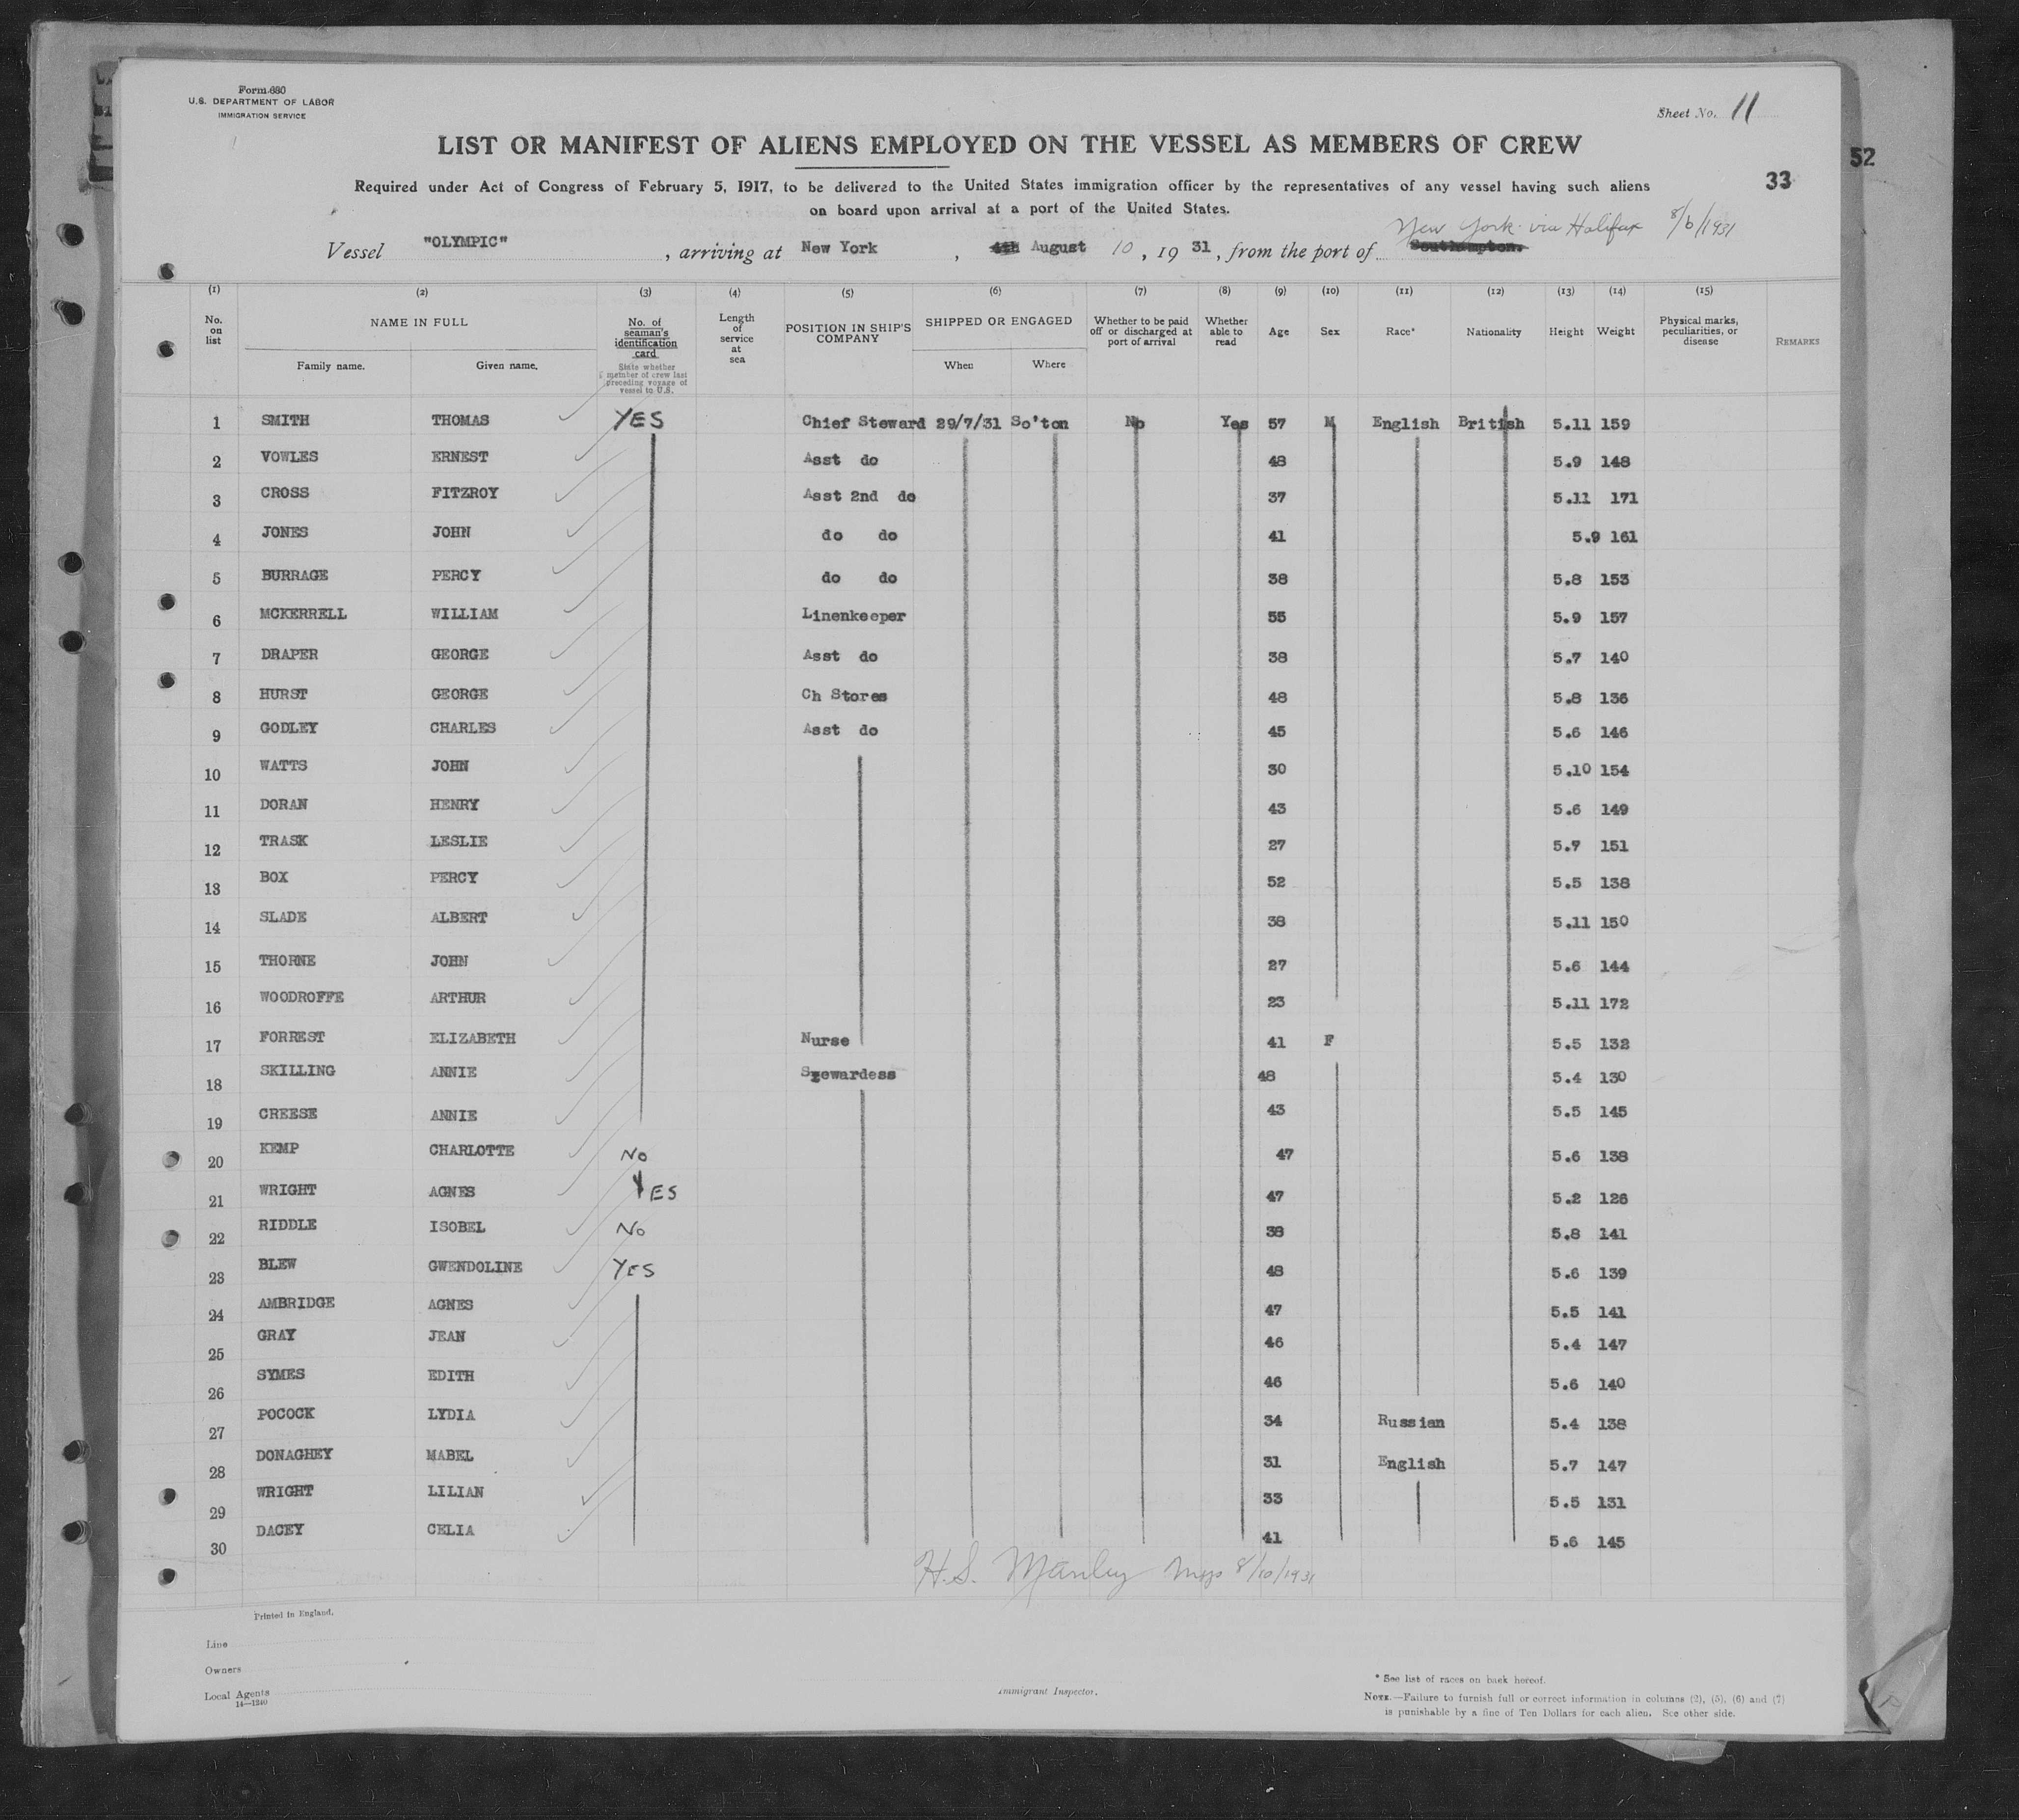 Form 680
U.S. DEPARTMENT OF LABOR
IMMIGRATION SERVICE
Sheet No. 11
LIST OR MANIFEST OF ALIENS EMPLOYED ON THE VESSEL AS MEMBERS OF CREW
52
33
Required under Act of Congress of February 5, 1917, to be delivered to the United States immigration officer by the representatives of any vessel having such aliens
on board upon arrival at a port of the United States.
New York via Halifax 8/6/1931
Vessel "OLYMPIC", arriving at New York, 4th August 10, 1931, from the port of Southampton.
(1) (2) (3) (4) (5) (6) (7) (8) (9) (10) (11) (12) (13) (14) (15)
No. on list NAME IN FULL Family name. Given name. No. of seaman's identification card State whether member of crew last preceding voyage of vessel to U.S. Length of service at sea POSITION IN SHIP'S COMPANY SHIPPED OR ENGAGED When Where Whether to be paid off or discharged at port of arrival Whether able to read Age Sex Race* Nationality Height Weight Physical marks, peculiarities, or disease REMARKS
1 SMITH THOMAS YES Chief Steward 29/7/31 So'ton No Yes 57 M English British 5.11 159
2 VOWLES ERNEST Asst do 48 5.9 148
3 CROSS FITZROY Asst 2nd do 37 5.11 171
4 JONES JOHN do do 41 5.9 161
5 BURRAGE PERCY do do 38 5.8 153
6 MCKERRELL WILLIAM Linenkeeper 55 5.9 157
7 DRAPER GEORGE Asst do 38 5.7 140
8 HURST GEORGE Ch Stores 48 5.8 136
9 GODLEY CHARLES Asst do 45 5.6 146
10 WATTS JOHN 30 5.10 154
11 DORAN HENRY 43 5.6 149
12 TRASK LESLIE 27 5.7 151
13 BOX PERCY 52 5.5 138
14 SLADE ALBERT 38 5.11 150
15 THORNE JOHN 27 5.6 144
16 WOODROFFE ARTHUR 23 5.11 172
17 FORREST ELIZABETH Nurse 41 F 5.5 132
18 SKILLING ANNIE Szewardess 48 5.4 130
19 CREESE ANNIE 43 5.5 145
20 KEMP CHARLOTTE No 47 5.6 138
21 WRIGHT AGNES YES 47 5.2 126
22 RIDDLE ISOBEL No 38 5.8 141
23 BLEW GWENDOLINE YES 48 5.6 139
24 AMBRIDGE AGNES 47 5.5 141
25 GRAY JEAN 46 5.4 147
26 SYMES EDITH 46 5.6 140
27 POCOCK LYDIA 34 Russian 5.4 138
28 DONAGHEY MABEL 31 English 5.7 147
29 WRIGHT LILIAN 33 5.5 131
30 DACEY CELIA 41 5.6 145
H.S. Manley 8/10/1931
Printed in England.
Line
Owners
Local Agents
14—1240
Immigrant Inspector.
* See list of races on back hereof.
NOTE.—Failure to furnish full or correct information in columns (2), (5), (6) and (7)
is punishable by a fine of Ten Dollars for each alien. See other side.